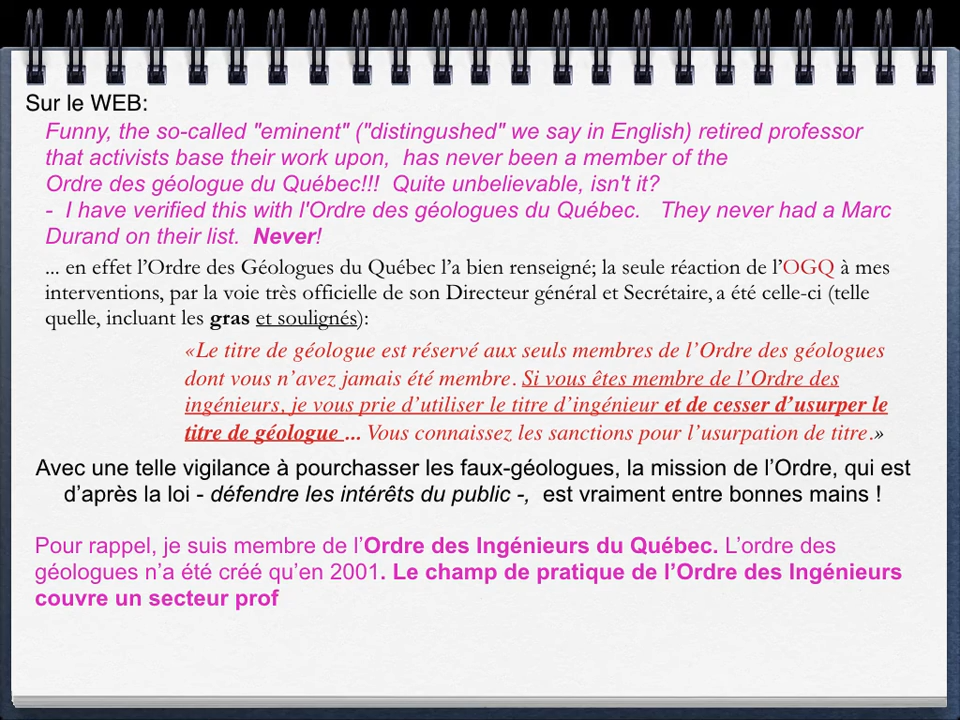 Sur le WEB:
Funny, the so-called "eminent" ("distingushed" we say in English) retired professor
that activists base their work upon,  has never been a member of the
Ordre des géologue du Québec!!!  Quite unbelievable, isn't it?
-  I have verified this with l'Ordre des géologues du Québec.   They never had a Marc
Durand on their list.  Never!
... en effet l’Ordre des Géologues du Québec l’a bien renseigné; la seule réaction de l’OGQ à mes
interventions, par la voie très officielle de son Directeur général et Secrétaire, a été celle-ci (telle
quelle, incluant les gras et soulignés):
«Le titre de géologue est réservé aux seuls membres de l’Ordre des géologues
dont vous n’avez jamais été membre. Si vous êtes membre de l’Ordre des
ingénieurs, je vous prie d’utiliser le titre d’ingénieur et de cesser d’usurper le
titre de géologue ... Vous connaissez les sanctions pour l’usurpation de titre.»
Avec une telle vigilance à pourchasser les faux-géologues, la mission de l’Ordre, qui est
d’après la loi - défendre les intérêts du public -,  est vraiment entre bonnes mains !
Pour rappel, je suis membre de l’Ordre des Ingénieurs du Québec. L’ordre des
géologues n’a été créé qu’en 2001. Le champ de pratique de l’Ordre des Ingénieurs
couvre un secteur prof